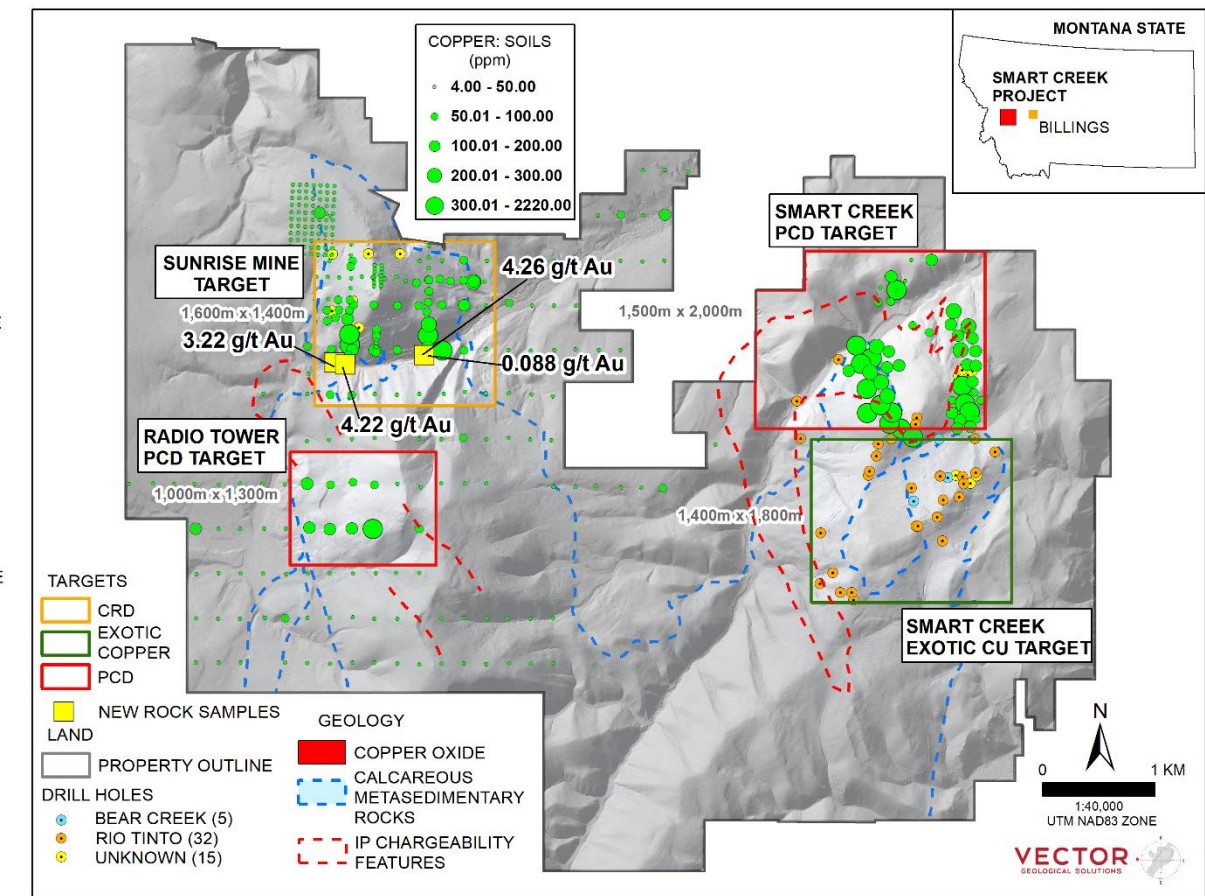 COPPER: SOILS
(ppm)
4.00 - 50.00
50.01 - 100.00
100.01 - 200.00
200.01 - 300.00
300.01 - 2220.00
MONTANA STATE
SMART CREEK
PROJECT
BILLINGS
SUNRISE MINE
TARGET
1,600m x 1,400m
3.22 g/t Au
4.26 g/t Au
0.088 g/t Au
4.22 g/t Au
SMART CREEK
PCD TARGET
1,500m x 2,000m
RADIO TOWER
PCD TARGET
1,000m x 1,300m
1,400m x 1,800m
SMART CREEK
EXOTIC CU TARGET
E
E
TARGETS
CRD
EXOTIC
COPPER
PCD
NEW ROCK SAMPLES
LAND
PROPERTY OUTLINE
DRILL HOLES
BEAR CREEK (5)
RIO TINTO (32)
UNKNOWN (15)
GEOLOGY
COPPER OXIDE
CALCAREOUS
METASEDIMENTARY
ROCKS
IP CHARGEABILITY
FEATURES
N
0 1 KM
1:40,000
UTM NAD83 ZONE
VECTOR
GEOLOGICAL SOLUTIONS